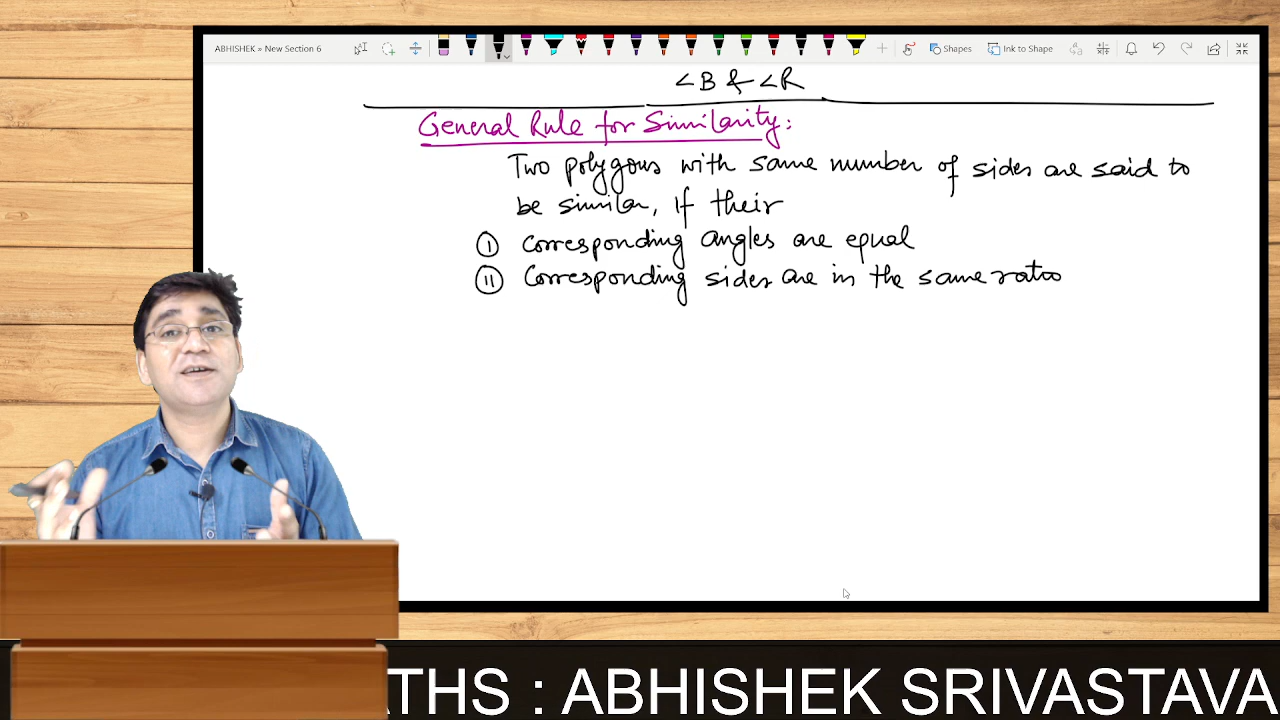 ABHISHEK » New Section 6
Shapes
Ink to Shape
∠B & ∠R
General Rule for Similarity:
Two polygons with same number of sides are said to
be similar, if their
(I) Corresponding angles are equal
(II) Corresponding sides are in the same ratio
THS : ABHISHEK SRIVASTAVA